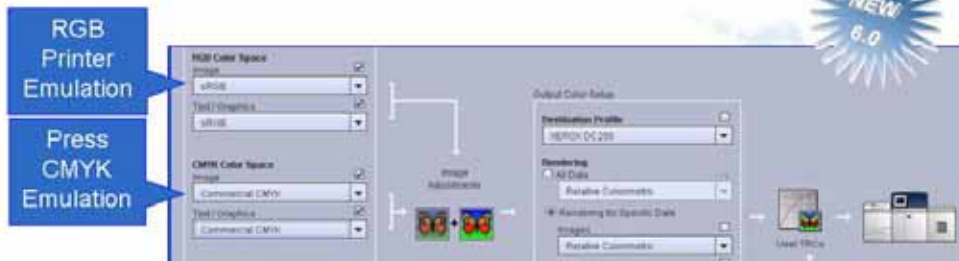 RGB
Printer
Emulation
Press
CMYK
Emulation
NEW
6.0
RGB Color Space
Image
sRGB
Text / Graphics
sRGB
CMYK Color Space
Image
Commercial CMYK
Text / Graphics
Commercial CMYK
Image
Adjustments
Output Color Setup
Destination Profile
XEROX DC250
Rendering
All Data
Relative Colorimetric
Rendering for Specific Data
Images
Relative Colorimetric
User TRCs